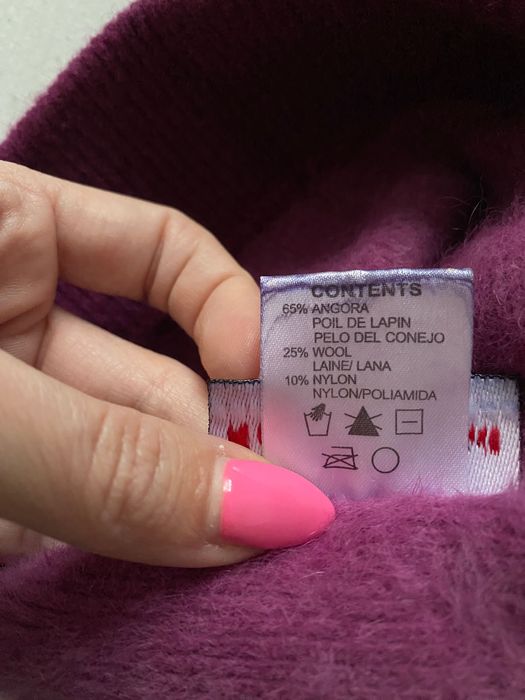 CONTENTS
65% ANGORA
POIL DE LAPIN
PELO DEL CONEJO
25% WOOL
LAINE/ LANA
10% NYLON
NYLON/POLIAMIDA